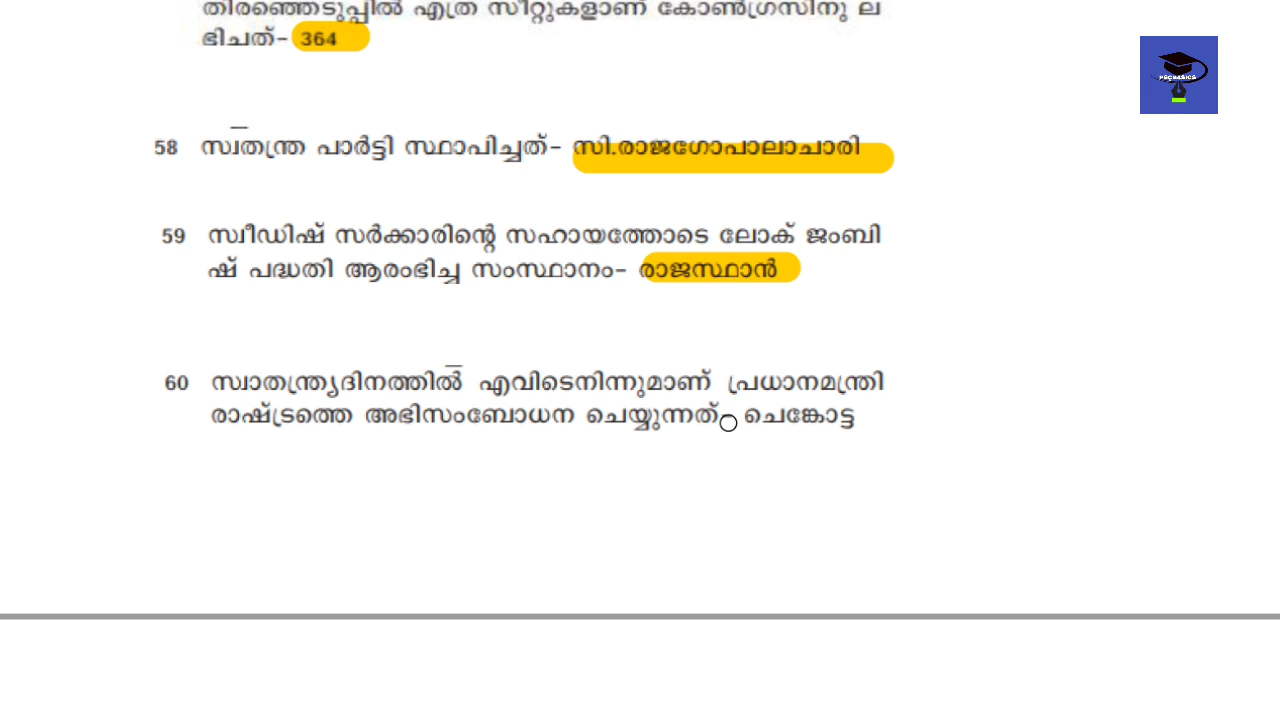 തിരഞ്ഞെടുപ്പിൽ എത്ര സീറ്റുകളാണ് കോൺഗ്രസിനു ല
ഭിച്ചത്- 364
PSCBASICS
58 സ്വതന്ത്ര പാർട്ടി സ്ഥാപിച്ചത്- സി.രാജഗോപാലാചാരി
59 സ്വീഡിഷ് സർക്കാരിന്റെ സഹായത്തോടെ ലോക് ജംബി
ഷ് പദ്ധതി ആരംഭിച്ച സംസ്ഥാനം- രാജസ്ഥാൻ
60 സ്വാതന്ത്ര്യദിനത്തിൽ എവിടെനിന്നുമാണ് പ്രധാനമന്ത്രി
രാഷ്ട്രത്തെ അഭിസംബോധന ചെയ്യുന്നത്- ചെങ്കോട്ട